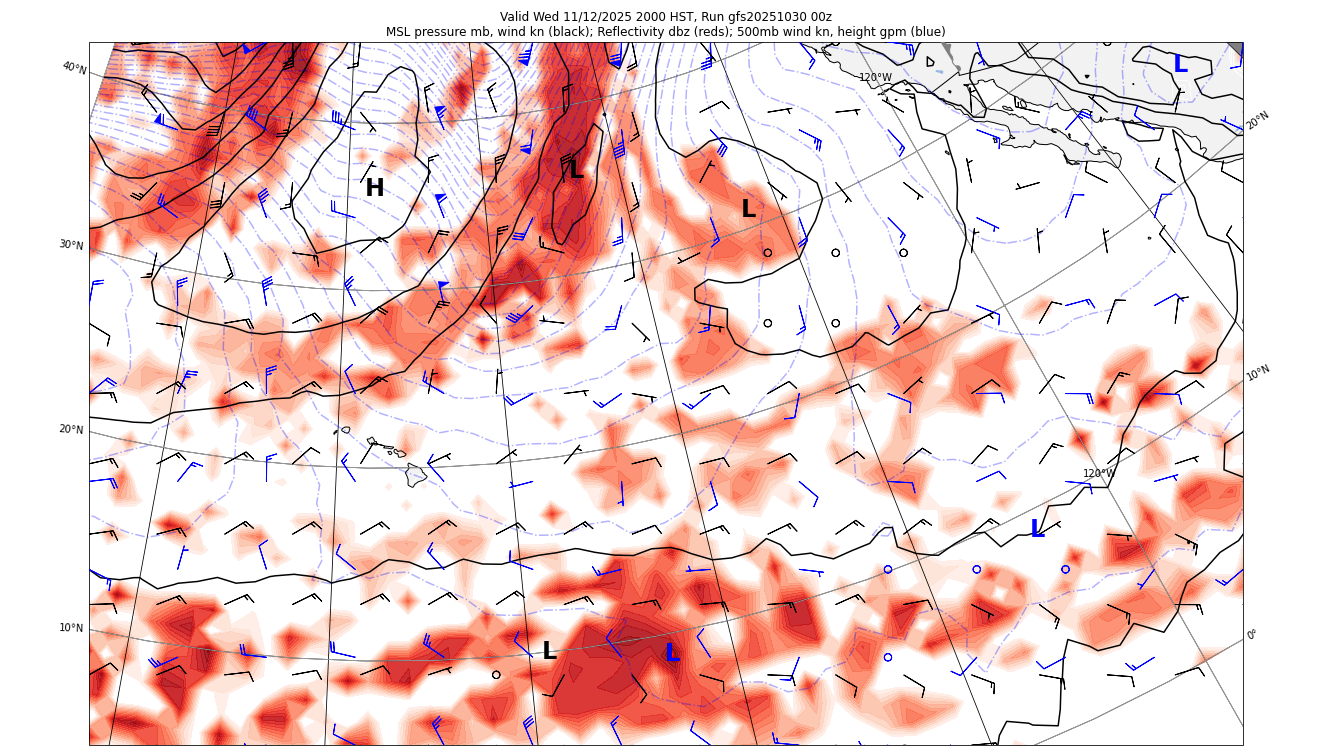 Valid Wed 11/12/2025 2000 HST, Run gfs20251030 00z
MSL pressure mb, wind kn (black); Reflectivity dbz (reds); 500mb wind kn, height gpm (blue)
40°N
120°W
L
20°N
L
H
L
30°N
10°N
20°N
120°W
L
10°N
0°
L
L